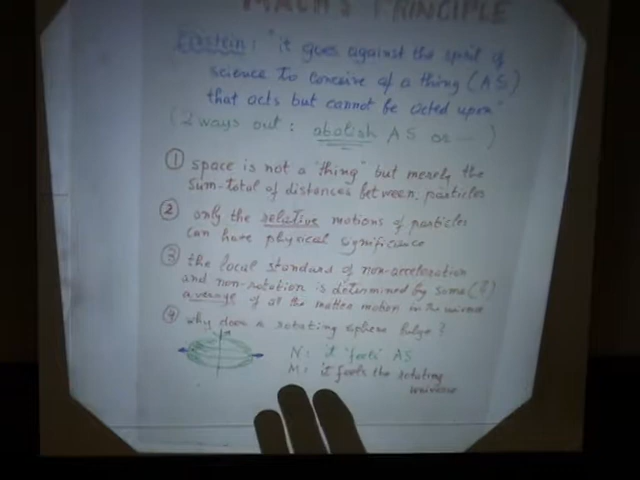 MACH'S PRINCIPLE
Einstein: "it goes against the spirit of
science to conceive of a thing (AS)
that acts but cannot be acted upon"
(2 ways out: abolish AS or ---- )
① space is not a "thing" but merely the
sum-total of distances between particles
② only the relative motions of particles
can have physical significance
③ the local standard of non-acceleration
and non-rotation is determined by some (?)
average of all the matter motion in the universe
④ why does a rotating sphere bulge?
N: it 'feels' AS
M: it feels the rotating
universe